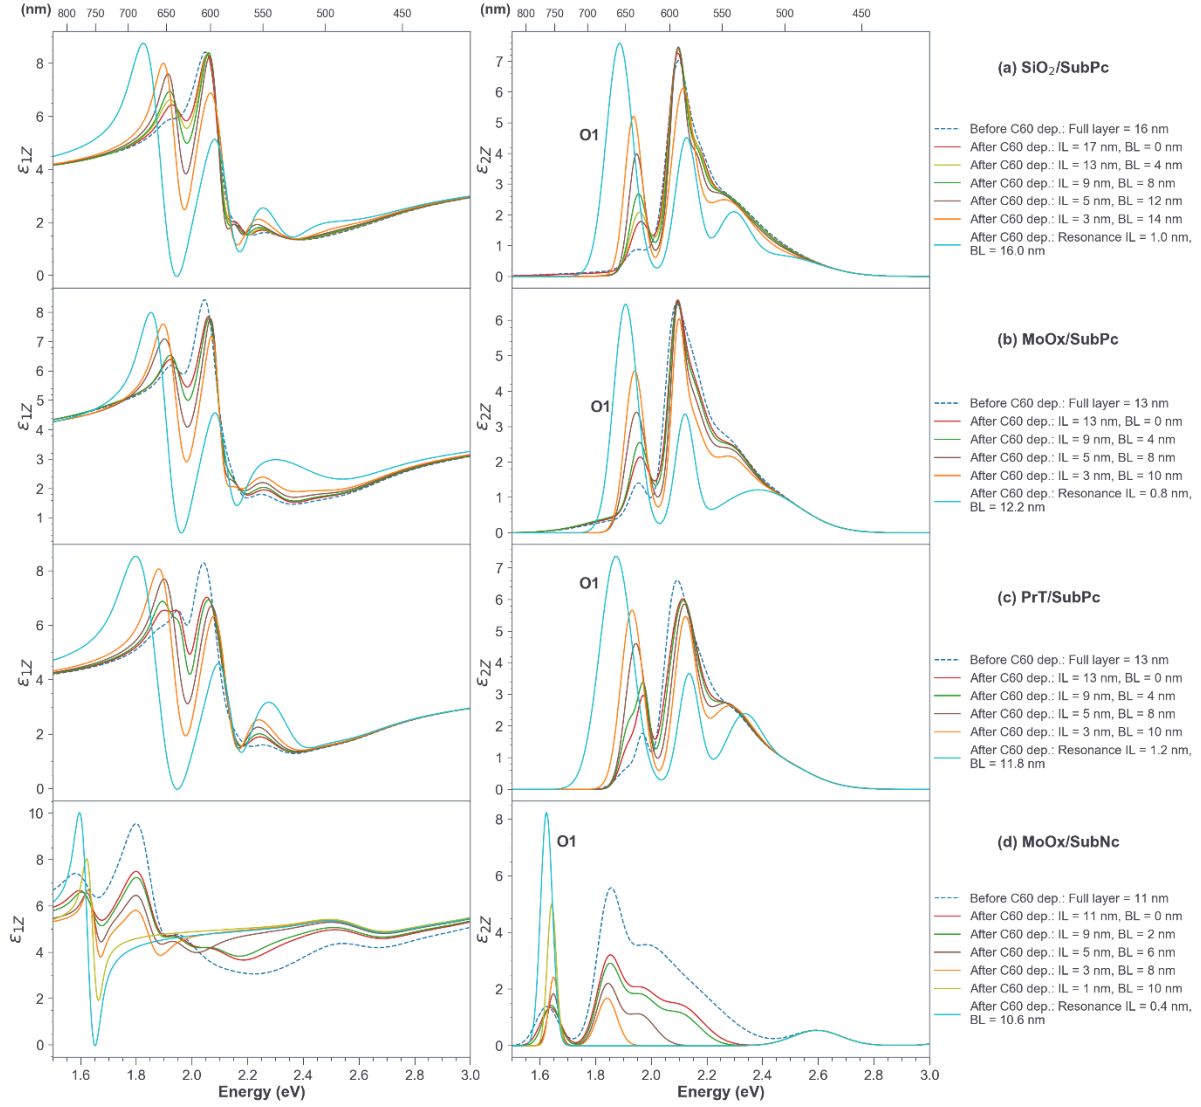 (nm) 800 750 700 650 600 550 500 450
800 750 700 650 600 550 500 450
8
6
4
2
0
ε1Z
7
6
5
4
3
2
1
0
ε2Z
O1
(a) SiO2/SubPc
Before C60 dep.: Full layer = 16 nm
After C60 dep.: IL = 17 nm, BL = 0 nm
After C60 dep.: IL = 13 nm, BL = 4 nm
After C60 dep.: IL = 9 nm, BL = 8 nm
After C60 dep.: IL = 5 nm, BL = 12 nm
After C60 dep.: IL = 3 nm, BL = 14 nm
After C60 dep.: Resonance IL = 1.0 nm,
BL = 16.0 nm
8
7
6
5
4
3
2
1
ε1Z
6
5
4
3
2
1
0
ε2Z
O1
(b) MoOx/SubPc
Before C60 dep.: Full layer = 13 nm
After C60 dep.: IL = 13 nm, BL = 0 nm
After C60 dep.: IL = 9 nm, BL = 4 nm
After C60 dep.: IL = 5 nm, BL = 8 nm
After C60 dep.: IL = 3 nm, BL = 10 nm
After C60 dep.: Resonance IL = 0.8 nm,
BL = 12.2 nm
8
6
4
2
0
ε1Z
7
6
5
4
3
2
1
0
ε2Z
O1
(c) PrT/SubPc
Before C60 dep.: Full layer = 13 nm
After C60 dep.: IL = 13 nm, BL = 0 nm
After C60 dep.: IL = 9 nm, BL = 4 nm
After C60 dep.: IL = 5 nm, BL = 8 nm
After C60 dep.: IL = 3 nm, BL = 10 nm
After C60 dep.: Resonance IL = 1.2 nm,
BL = 11.8 nm
10
8
6
4
2
0
ε1Z
8
6
4
2
0
ε2Z
O1
(d) MoOx/SubNc
Before C60 dep.: Full layer = 11 nm
After C60 dep.: IL = 11 nm, BL = 0 nm
After C60 dep.: IL = 9 nm, BL = 2 nm
After C60 dep.: IL = 5 nm, BL = 6 nm
After C60 dep.: IL = 3 nm, BL = 8 nm
After C60 dep.: IL = 1 nm, BL = 10 nm
After C60 dep.: Resonance IL = 0.4 nm,
BL = 10.6 nm
1.6 1.8 2.0 2.2 2.4 2.6 2.8 3.0
Energy (eV)
1.6 1.8 2.0 2.2 2.4 2.6 2.8 3.0
Energy (eV)